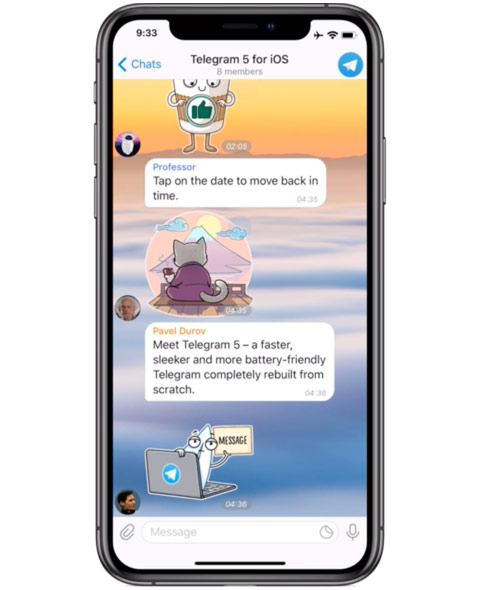 9:33
Chats
Telegram 5 for iOS
8 members
02:05
Professor
Tap on the date to move back in
time.
04:35
04:35
Pavel Durov
Meet Telegram 5 – a faster,
sleeker and more battery-friendly
Telegram completely rebuilt from
scratch.
04:36
MESSAGE
04:36
Message